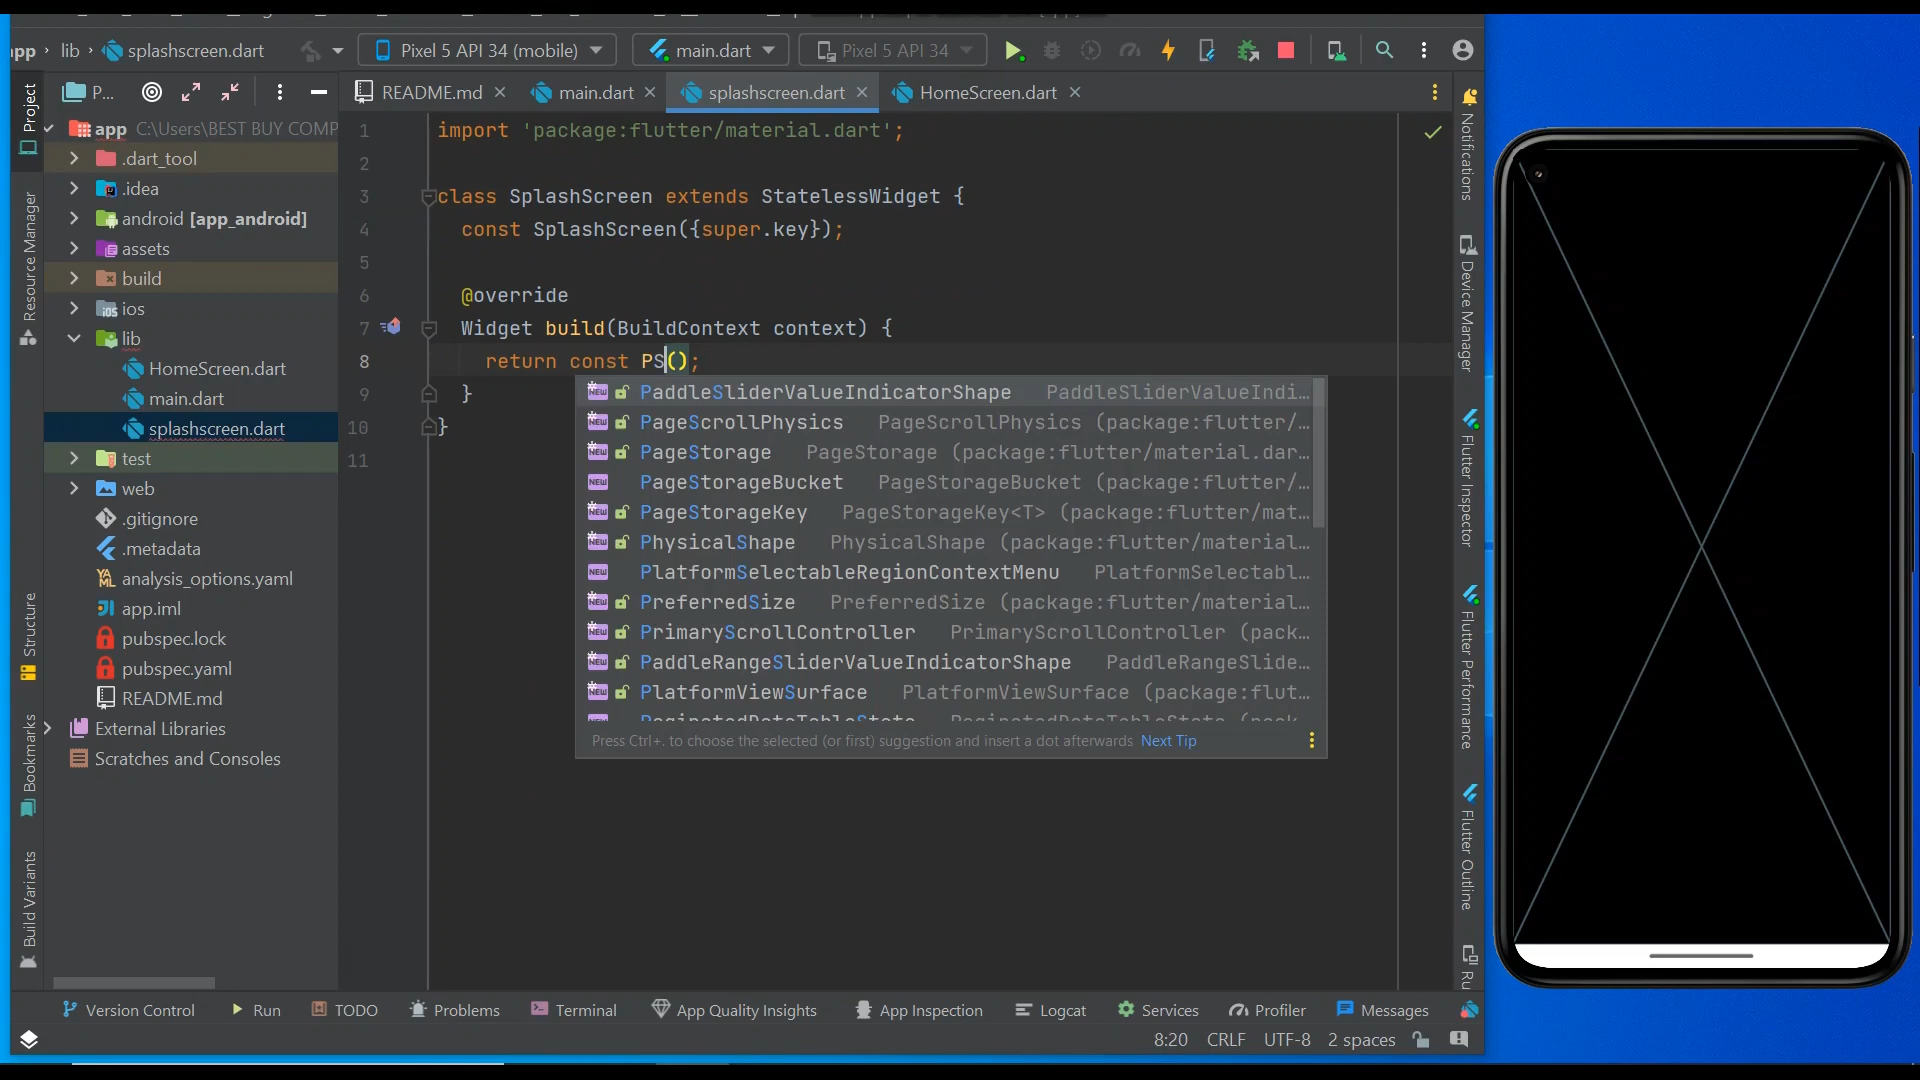 app › lib › splashscreen.dart
Pixel 5 API 34 (mobile)
main.dart
Pixel 5 API 34
Project
P...
README.md
main.dart
splashscreen.dart
HomeScreen.dart
app C:\Users\BEST BUY COMP
.dart_tool
.idea
android [app_android]
assets
build
ios
lib
HomeScreen.dart
main.dart
splashscreen.dart
test
web
.gitignore
.metadata
analysis_options.yaml
app.iml
pubspec.lock
pubspec.yaml
README.md
External Libraries
Scratches and Consoles
Resource Manager
Structure
Bookmarks
Build Variants
1 import 'package:flutter/material.dart';
2
3 class SplashScreen extends StatelessWidget {
4 const SplashScreen({super.key});
5
6 @override
7 Widget build(BuildContext context) {
8 return const PS();
9 }
10 }
11
PaddleSliderValueIndicatorShape PaddleSliderValueIndi...
PageScrollPhysics PageScrollPhysics (package:flutter/...
PageStorage PageStorage (package:flutter/material.dar...
PageStorageBucket PageStorageBucket (package:flutter/...
PageStorageKey PageStorageKey<T> (package:flutter/mat...
PhysicalShape PhysicalShape (package:flutter/material...
PlatformSelectableRegionContextMenu PlatformSelectabl...
PreferredSize PreferredSize (package:flutter/material...
PrimaryScrollController PrimaryScrollController (pack...
PaddleRangeSliderValueIndicatorShape PaddleRangeSlide...
PlatformViewSurface PlatformViewSurface (package:flut...
Press Ctrl+. to choose the selected (or first) suggestion and insert a dot afterwards Next Tip
Notifications
Device Manager
Flutter Inspector
Flutter Performance
Flutter Outline
Ru
Version Control
Run
TODO
Problems
Terminal
App Quality Insights
App Inspection
Logcat
Services
Profiler
Messages
8:20 CRLF UTF-8 2 spaces